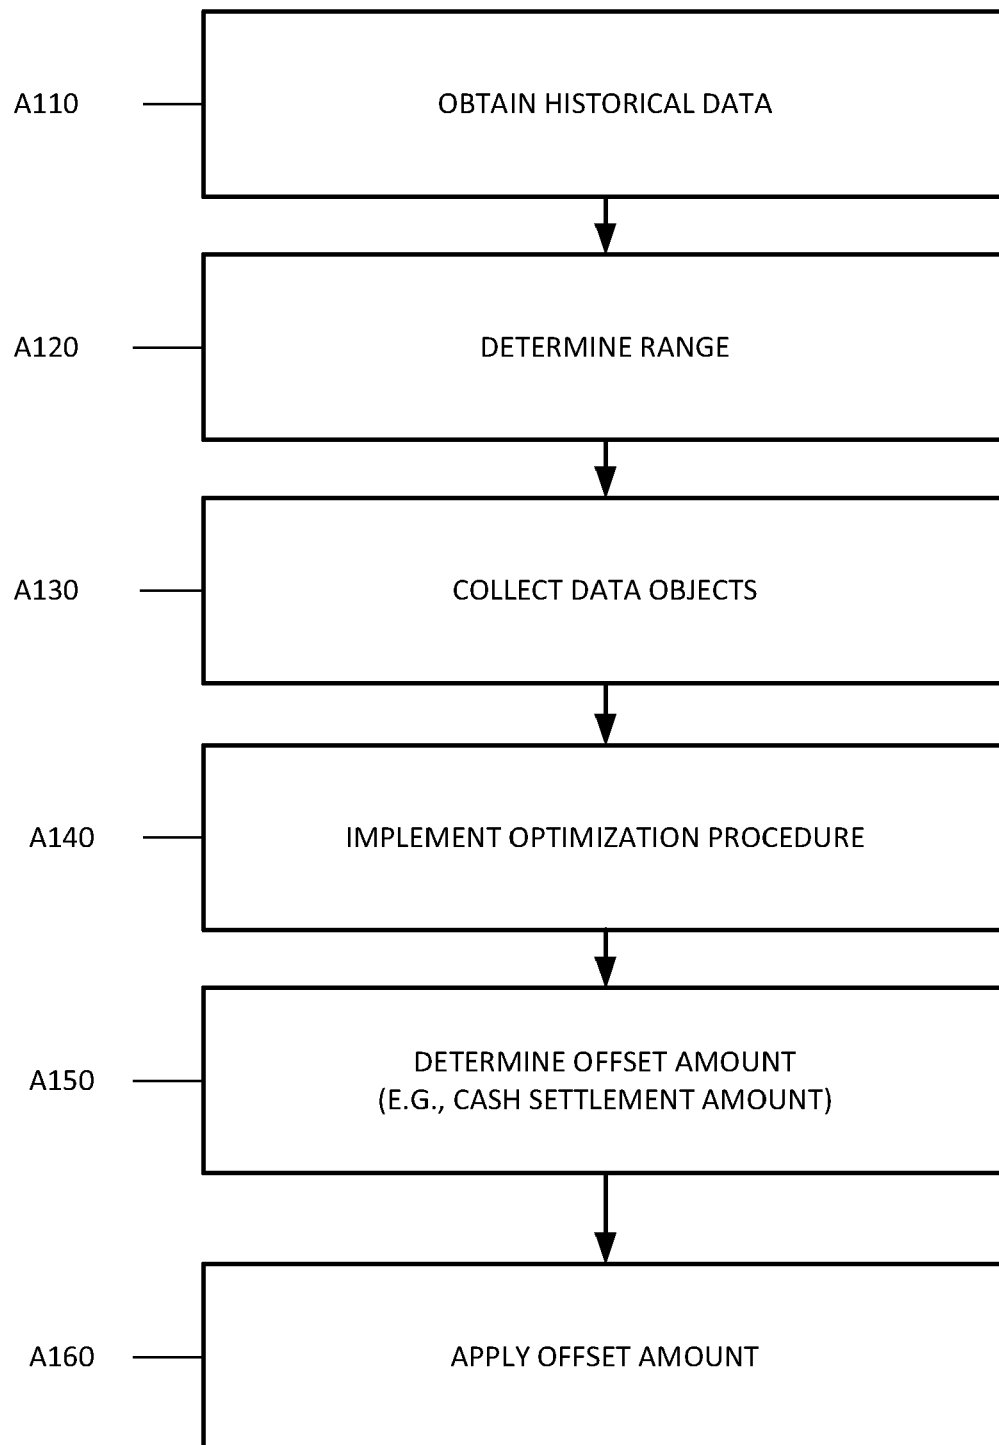 A110
OBTAIN HISTORICAL DATA
A120
DETERMINE RANGE
A130
COLLECT DATA OBJECTS
A140
IMPLEMENT OPTIMIZATION PROCEDURE
A150
DETERMINE OFFSET AMOUNT
(E.G., CASH SETTLEMENT AMOUNT)
A160
APPLY OFFSET AMOUNT